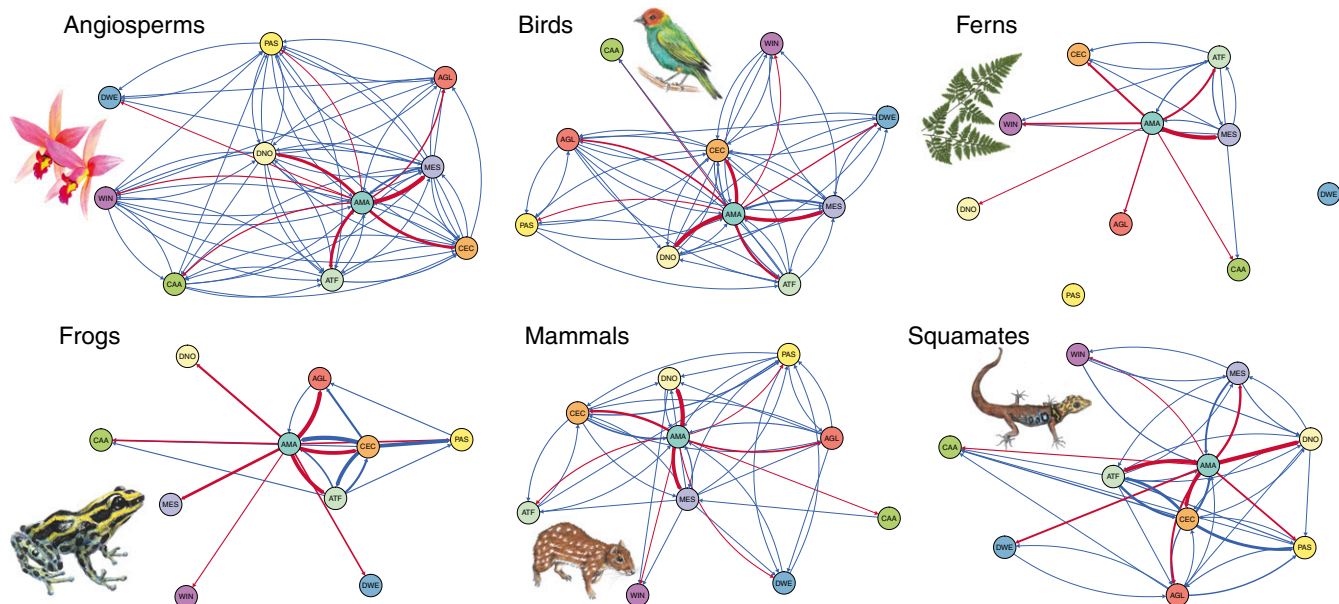 Angiosperms
PAS
AGL
DWE
DNO
MES
WIN
AMA
CEC
CAA
ATF
Birds
WIN
CAA
DWE
AGL
CEC
MES
AMA
PAS
DNO
ATF
Ferns
CEC
ATF
WIN
AMA
MES
DWE
DNO
AGL
CAA
PAS
Frogs
DNO
AGL
CAA
AMA
CEC
PAS
MES
ATF
DWE
WIN
Mammals
PAS
DNO
CEC
AMA
AGL
MES
ATF
CAA
DWE
WIN
Squamates
WIN
MES
DNO
CAA
AMA
ATF
CEC
DWE
PAS
AGL